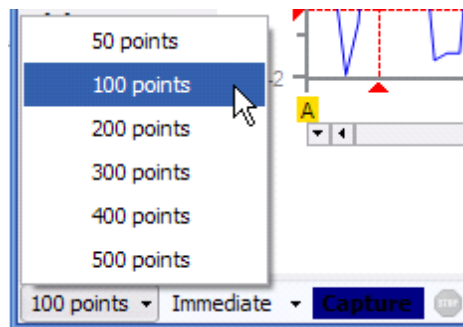 50 points
100 points
200 points
300 points
400 points
500 points
-2
A
100 points Immediate Capture STOP